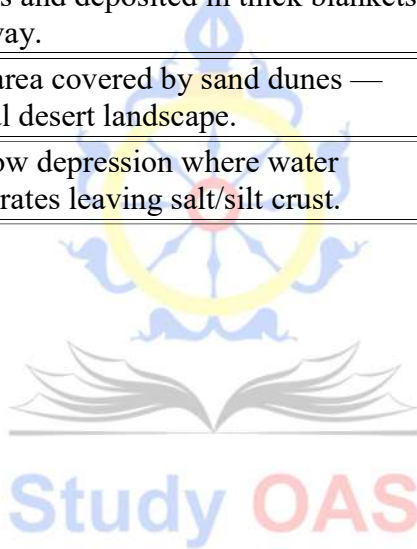 s and deposited in thick blankets
way.
area covered by sand dunes —
al desert landscape.
ow depression where water
rates leaving salt/silt crust.
Study OAS